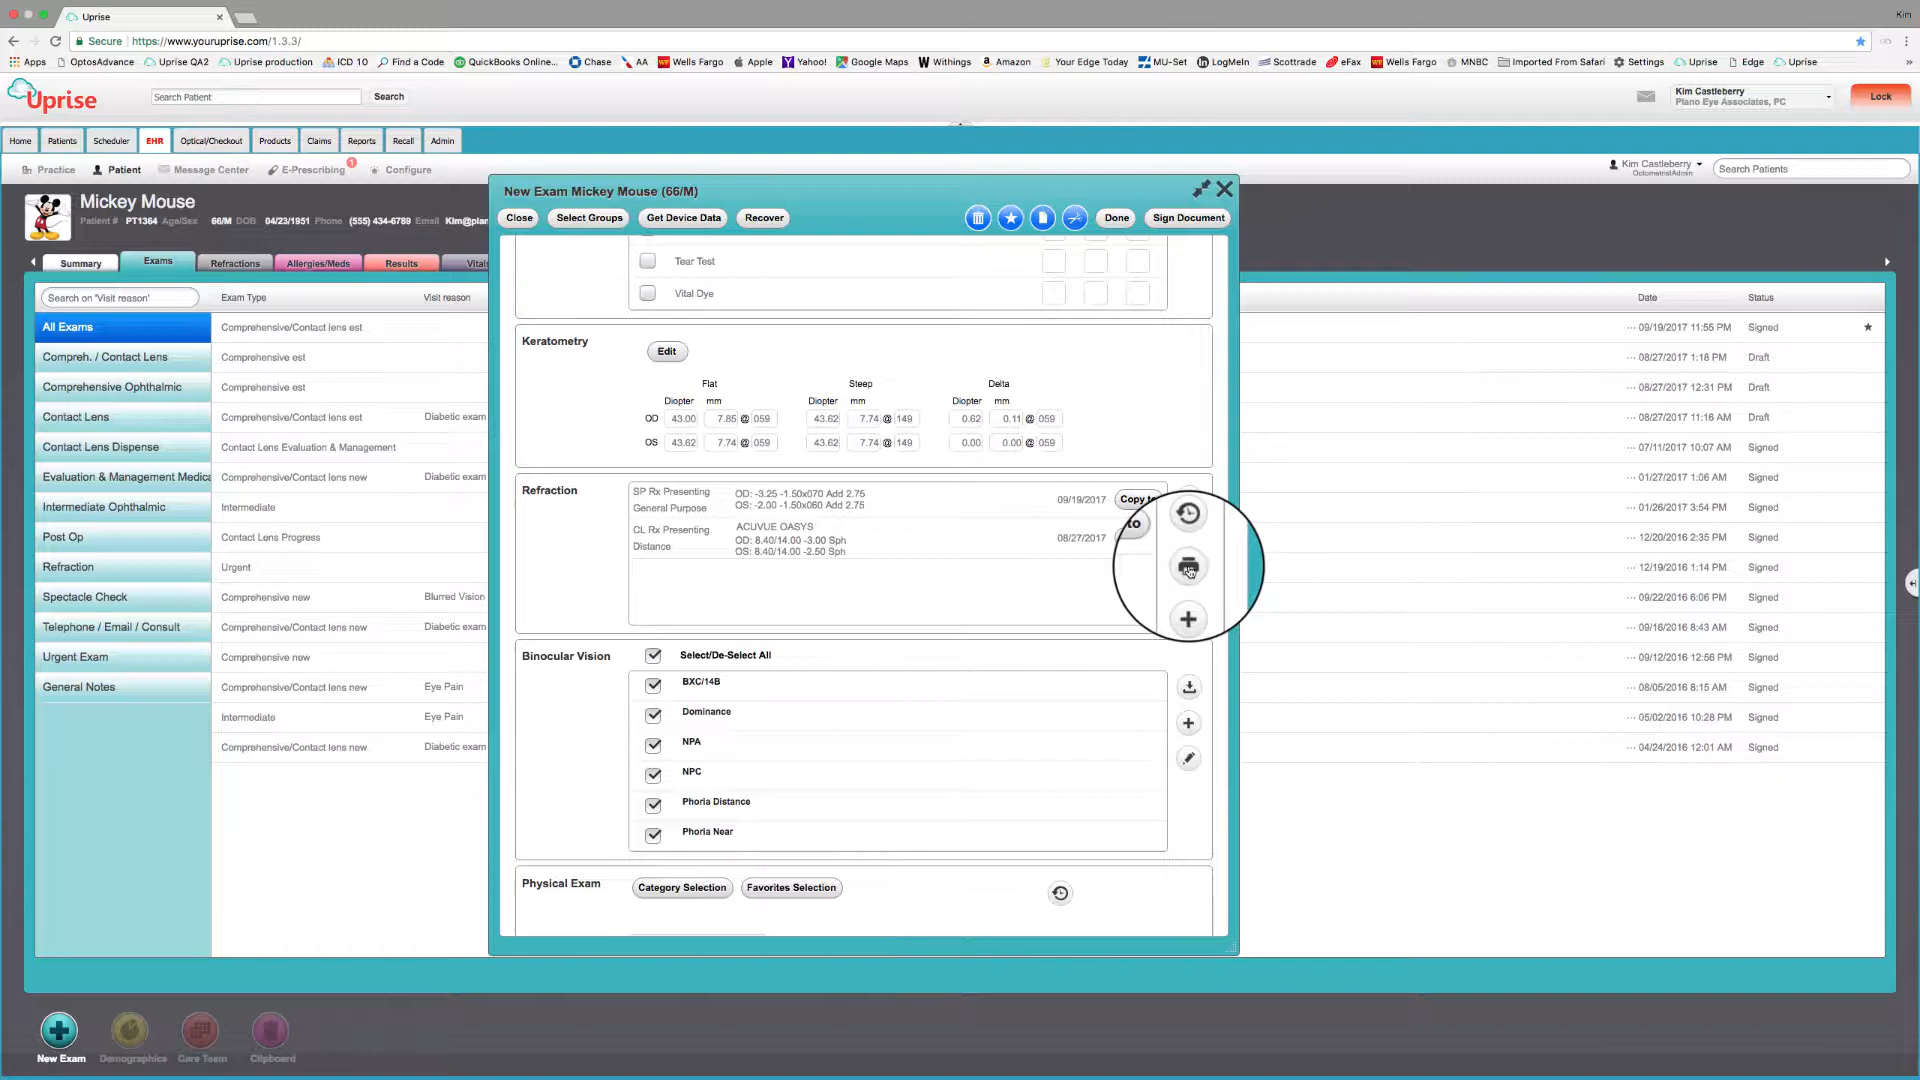 Uprise
Kim
Secure https://www.youruprise.com/1.3.3/
Apps OptosAdvance Uprise QA2 Uprise production ICD 10 Find a Code QuickBooks Online... Chase AA Wells Fargo Apple Yahoo! Google Maps Withings Amazon Your Edge Today MU-Set LogMeIn Scottrade eFax Wells Fargo MNBC Imported From Safari Settings Uprise Edge Uprise
Uprise
Search Patient Search
Kim Castleberry
Plano Eye Associates, PC
Lock
Home Patients Scheduler EHR Optical/Checkout Products Claims Reports Recall Admin
Practice Patient Message Center E-Prescribing 1 Configure
Kim Castleberry
Optometrist/Admin
Search Patients
Mickey Mouse
Patient # PT1364 Age/Sex 66/M DOB 04/23/1951 Phone (555) 434-6789 Email Kim@plan
Summary Exams Refractions Allergies/Meds Results Vitals
Search on "Visit reason' Exam Type Visit reason Date Status
All Exams
Compreh. / Contact Lens
Comprehensive Ophthalmic
Contact Lens
Contact Lens Dispense
Evaluation & Management Medica
Intermediate Ophthalmic
Post Op
Refraction
Spectacle Check
Telephone / Email / Consult
Urgent Exam
General Notes
Comprehensive/Contact lens est
Comprehensive est
Comprehensive est
Comprehensive/Contact lens est Diabetic exam
Contact Lens Evaluation & Management
Evaluation & Management Medica Diabetic exam
Intermediate
Contact Lens Progress
Urgent
Comprehensive new Blurred Vision
Comprehensive/Contact lens new Diabetic exam
Comprehensive new
Comprehensive/Contact lens new Eye Pain
Intermediate Eye Pain
Comprehensive/Contact lens new Diabetic exam
New Exam Mickey Mouse (66/M)
Close Select Groups Get Device Data Recover Done Sign Document
Tear Test
Vital Dye
Keratometry Edit
Flat Steep Delta
Diopter mm Diopter mm Diopter mm
OD 43.00 7.85 @ 059 43.62 7.74 @ 149 0.62 0.11 @ 059
OS 43.62 7.74 @ 059 43.62 7.74 @ 149 0.00 0.00 @ 059
Refraction
SP Rx Presenting
General Purpose
OD: -3.25 -1.50x070 Add 2.75
OS: -2.00 -1.50x060 Add 2.75
09/19/2017 Copy to
CL Rx Presenting
Distance
ACUVUE OASYS
OD: 8.40/14.00 -3.00 Sph
OS: 8.40/14.00 -2.50 Sph
08/27/2017 to
Binocular Vision Select/De-Select All
BXC/14B
Dominance
NPA
NPC
Phoria Distance
Phoria Near
Physical Exam Category Selection Favorites Selection
09/19/2017 11:55 PM Signed
08/27/2017 1:18 PM Draft
08/27/2017 12:31 PM Draft
08/27/2017 11:16 AM Draft
07/11/2017 10:07 AM Signed
01/27/2017 1:06 AM Signed
01/26/2017 3:54 PM Signed
12/20/2016 2:35 PM Signed
12/19/2016 1:14 PM Signed
09/22/2016 6:06 PM Signed
09/16/2016 8:43 AM Signed
09/12/2016 12:56 PM Signed
08/05/2016 8:15 AM Signed
05/02/2016 10:28 PM Signed
04/24/2016 12:01 AM Signed
New Exam Demographics Care Team Clipboard